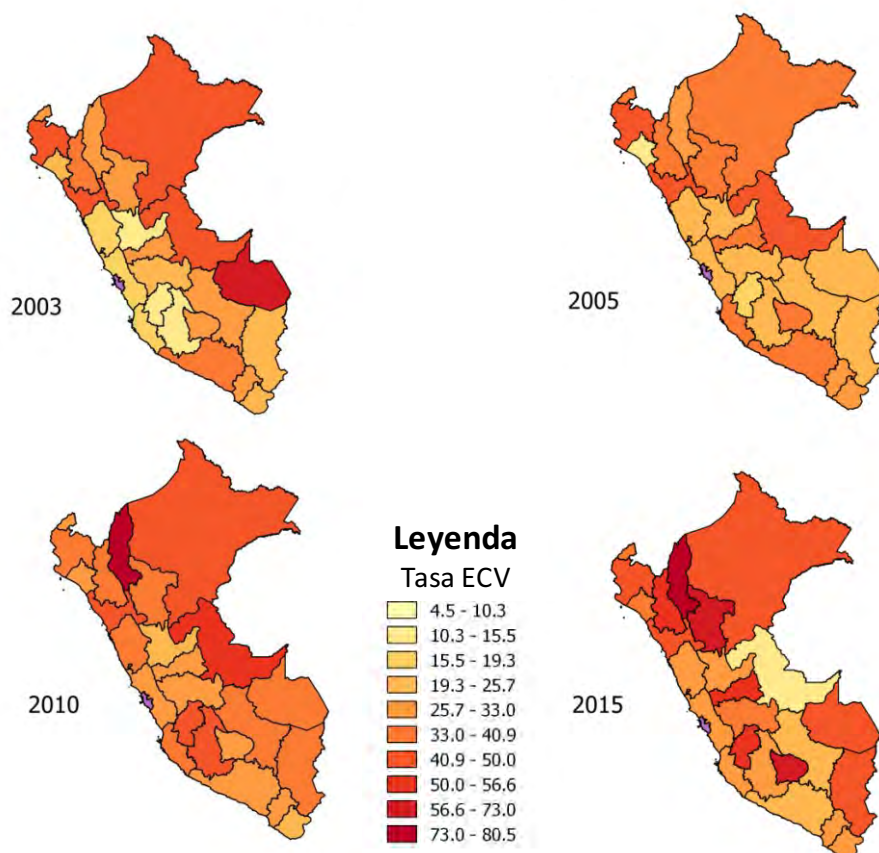 2003
2005
2010
2015
Leyenda
Tasa ECV
4.5 - 10.3
10.3 - 15.5
15.5 - 19.3
19.3 - 25.7
25.7 - 33.0
33.0 - 40.9
40.9 - 50.0
50.0 - 56.6
56.6 - 73.0
73.0 - 80.5